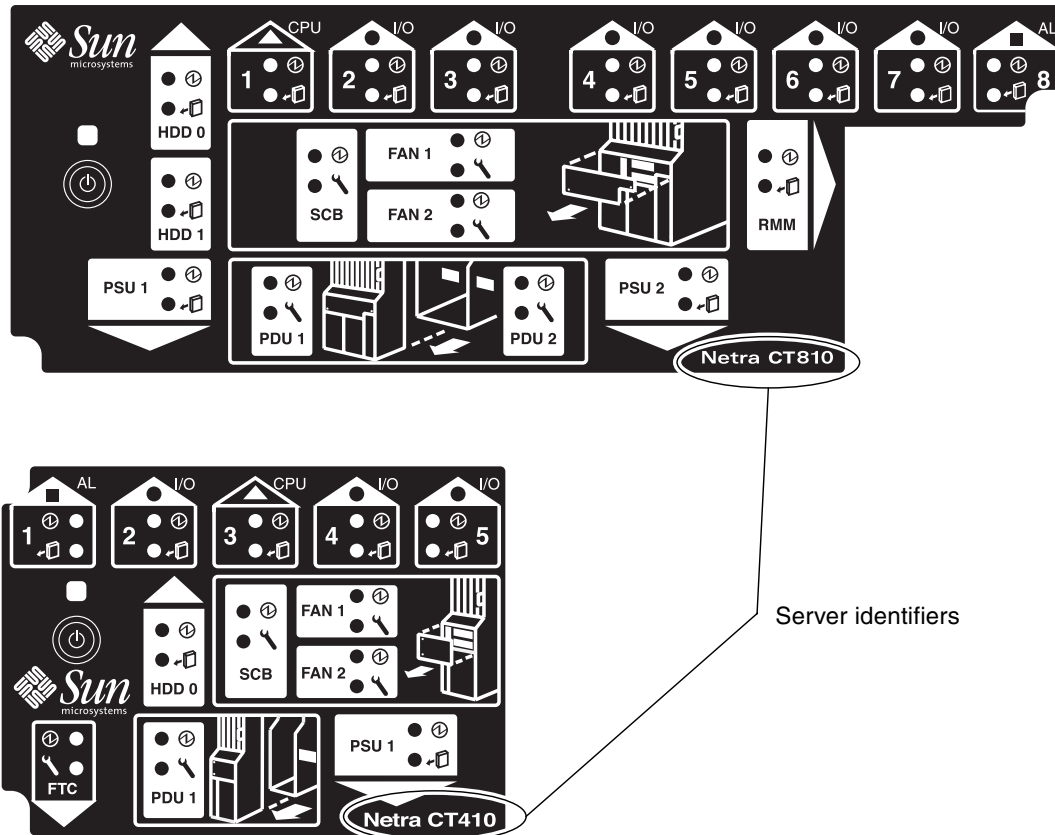 Sun
microsystems
CPU I/O I/O I/O I/O I/O I/O AL
1 2 3 4 5 6 7 8
HDD 0
HDD 1
SCB
FAN 1
FAN 2
RMM
PSU 1
PDU 1
PDU 2
PSU 2
Netra CT810
AL I/O CPU I/O I/O
1 2 3 4 5
Server identifiers
HDD 0
SCB
FAN 1
FAN 2
Sun
microsystems
FTC
PDU 1
PSU 1
Netra CT410